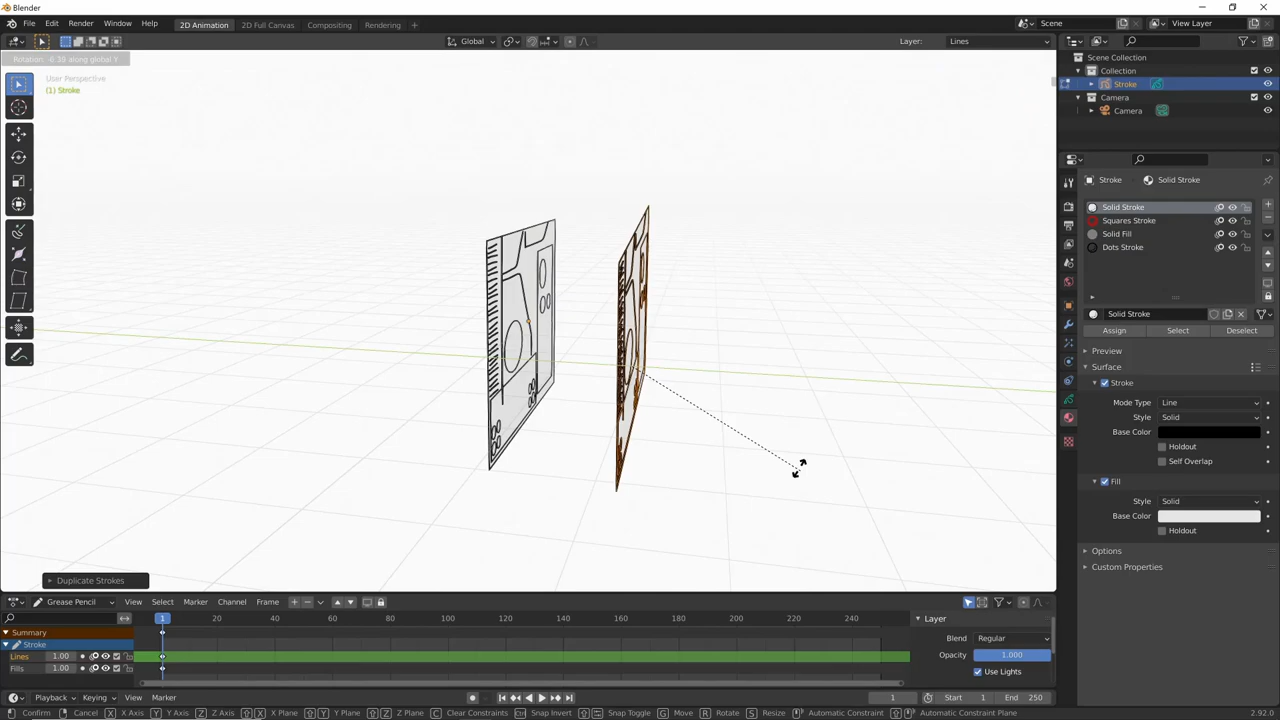 Blender
File Edit Render Window Help 2D Animation 2D Full Canvas Compositing Rendering + Scene View Layer
Global Layer: Lines
Rotation: -0.30 along global Y
User Perspective
(1) Stroke
Duplicate Strokes
Scene Collection
Collection
Stroke
Camera
Camera
Stroke Solid Stroke
Solid Stroke
Squares Stroke
Solid Fill
Dots Stroke
Solid Stroke
Assign Select Deselect
Preview
Surface
Stroke
Mode Type Line
Style Solid
Base Color
Holdout
Self Overlap
Fill
Style Solid
Base Color
Holdout
Options
Custom Properties
Grease Pencil View Select Marker Channel Frame
1 20 40 60 80 100 120 140 160 180 200 220 240
Summary
Stroke
Lines 1.00
Fills 1.00
Layer
Blend Regular
Opacity 1.000
Use Lights
Playback Keying View Marker 1 Start 1 End 250
Confirm Cancel X X Axis Y Y Axis Z Z Axis X X Plane Y Y Plane Z Z Plane C Clear Constraints Snap Invert Snap Toggle G Move R Rotate S Resize Automatic Constraint Automatic Constraint Plane 2.92.0